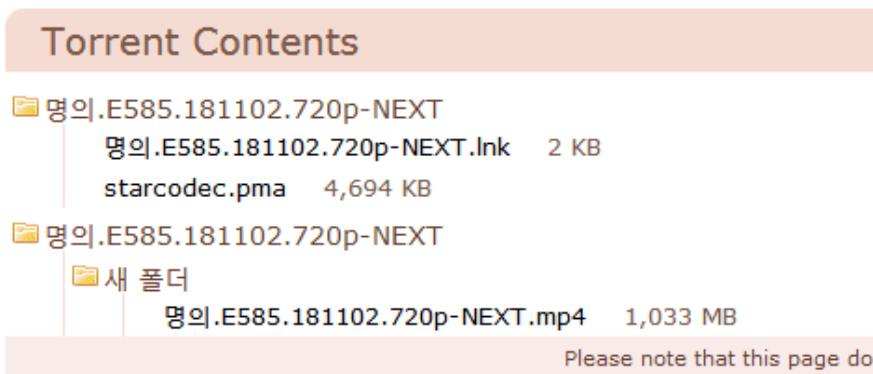 Torrent Contents
명의.E585.181102.720p-NEXT
명의.E585.181102.720p-NEXT.lnk 2 KB
starcodec.pma 4,694 KB
명의.E585.181102.720p-NEXT
새 폴더
명의.E585.181102.720p-NEXT.mp4 1,033 MB
Please note that this page do